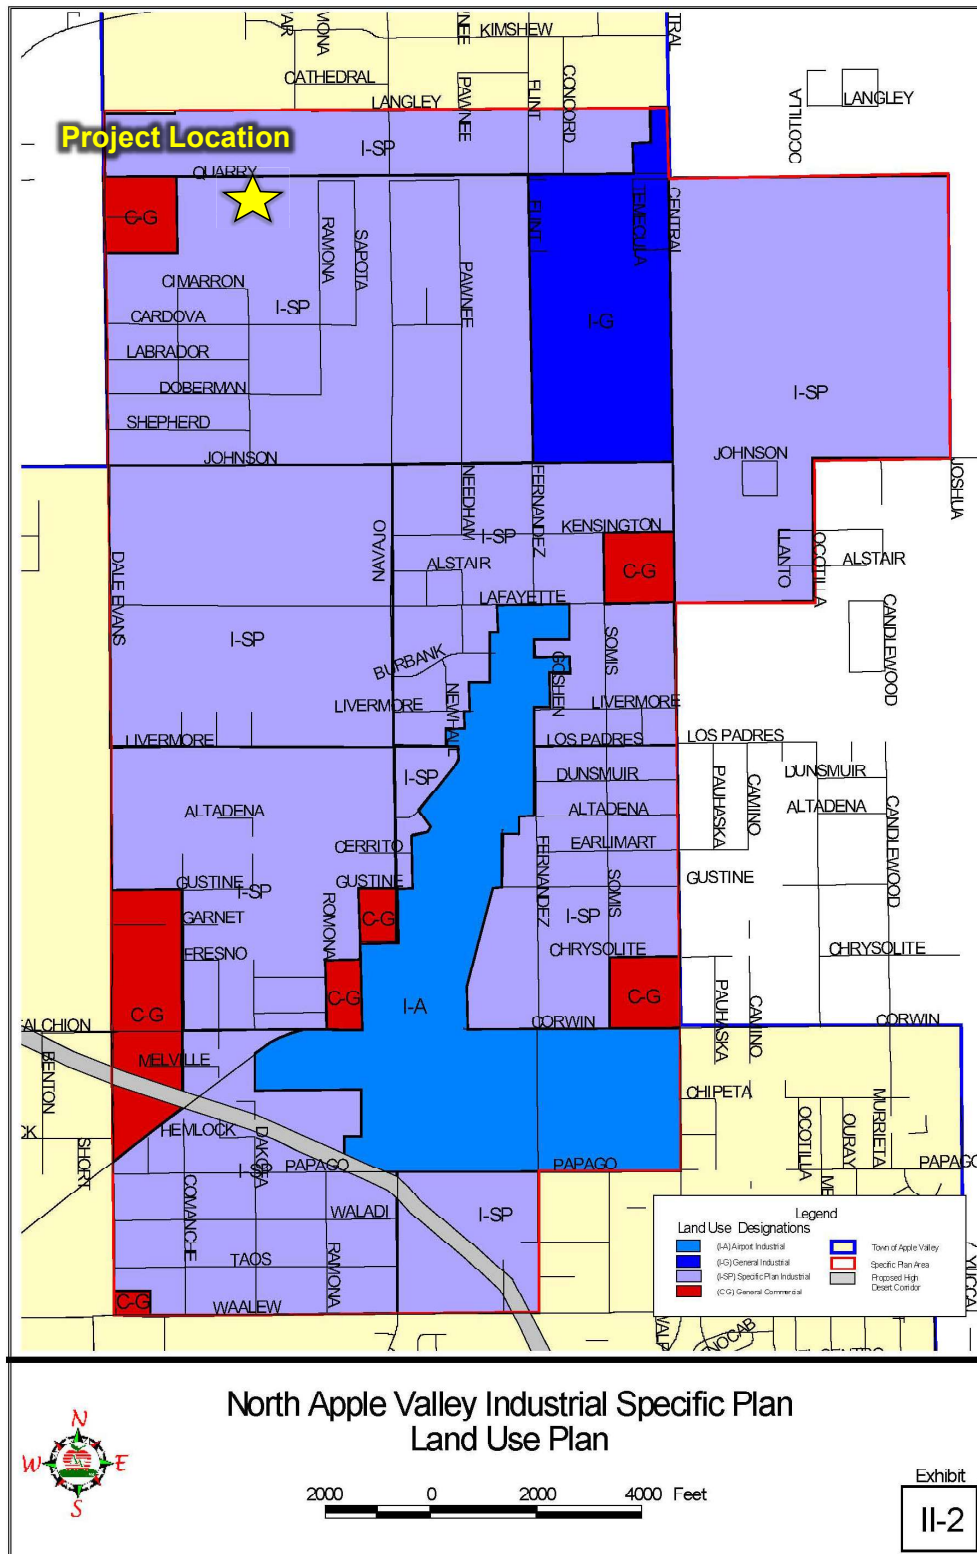 KIMSHEW
CATHEDRAL
LANGLEY
PAWNEE
FLINT
CONCORD
OCOTILLA
LANGLEY
Project Location
I-SP
QUARRY
C-G
RAMONA
SAPOTA
PAWNEE
FLINT
TEMECULA
CENTRAL
CIMARRON
I-SP
CARDOVA
I-G
LABRADOR
DOBERMAN
I-SP
SHEPHERD
JOHNSON
JOHNSON
JOSHUA
NEEDHAM
FERNANDEZ
KENSINGTON
I-SP
NAVAJO
DALE EVANS
ALSTAIR
C-G
LLANTO
OCOTILLA
ALSTAIR
LAFAYETTE
CANDLEWOOD
I-SP
SOMIS
BURBANK
GOSHEN
LIVERMORE
NEWHALL
LIVERMORE
LIVERMORE
LOS PADRES
LOS PADRES
I-SP
DUNSMUIR
PAUHASKA
CAMINO
DUNSMUIR
ALTADENA
ALTADENA
ALTADENA
CANDLEWOOD
CERRITO
EARLIMART
FERNANDEZ
GUSTINE
I-SP
GUSTINE
SOMIS
GUSTINE
ROMONA
GARNET
C-G
I-SP
FRESNO
CHRYSOLITE
CHRYSOLITE
C-G
C-G
C-G
I-A
PAUHASKA
CAMINO
ALCHION
CORWIN
CORWIN
BENTON
MELVILLE
CHIPETA
HEMLOCK
DAKOTA
OCOTILLA
OURAY
MURRIETA
SHORT
I-SP
PAPAGO
PAPAGO
PAPAGO
COMANCHE
WALADI
I-SP
TAOS
RAMONA
C-G
WAALEW
Legend
Land Use Designations
(I-A) Airport Industrial
(I-G) General Industrial
(I-SP) Specific Plan Industrial
(C-G) General Commercial
Town of Apple Valley
Specific Plan Area
Proposed High
Desert Corridor
North Apple Valley Industrial Specific Plan
Land Use Plan
N
W
E
S
2000 0 2000 4000 Feet
Exhibit
II-2